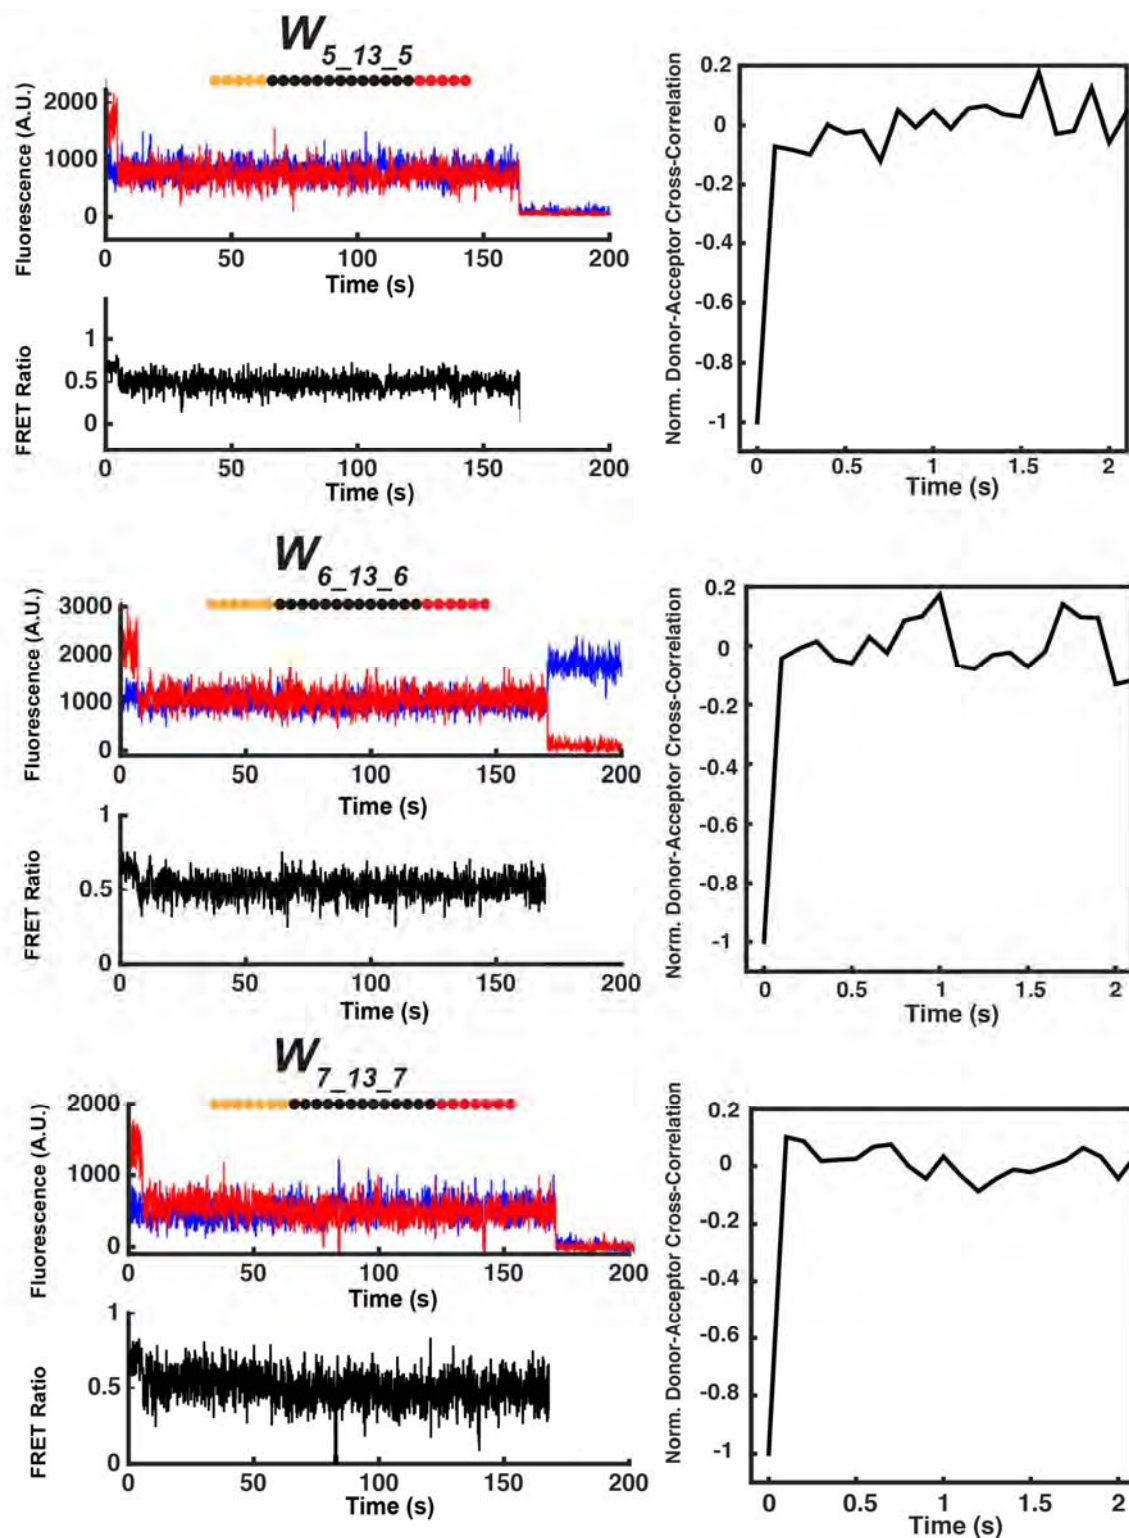 W5_13_5
Fluorescence (A.U.)
2000
1000
0
0 50 100 150 200
Time (s)
FRET Ratio
1
0.5
0
0 50 100 150 200
Time (s)
Norm. Donor-Acceptor Cross-Correlation
0.2
0
-0.2
-0.4
-0.6
-0.8
-1
0 0.5 1 1.5 2
Time (s)
W6_13_6
Fluorescence (A.U.)
3000
2000
1000
0
0 50 100 150 200
Time (s)
FRET Ratio
1
0.5
0
0 50 100 150 200
Time (s)
Norm. Donor-Acceptor Cross-Correlation
0.2
0
-0.2
-0.4
-0.6
-0.8
-1
0 0.5 1 1.5 2
Time (s)
W7_13_7
Fluorescence (A.U.)
2000
1000
0
0 50 100 150 200
Time (s)
FRET Ratio
1
0.5
0
0 50 100 150 200
Time (s)
Norm. Donor-Acceptor Cross-Correlation
0.2
0
-0.2
-0.4
-0.6
-0.8
-1
0 0.5 1 1.5 2
Time (s)